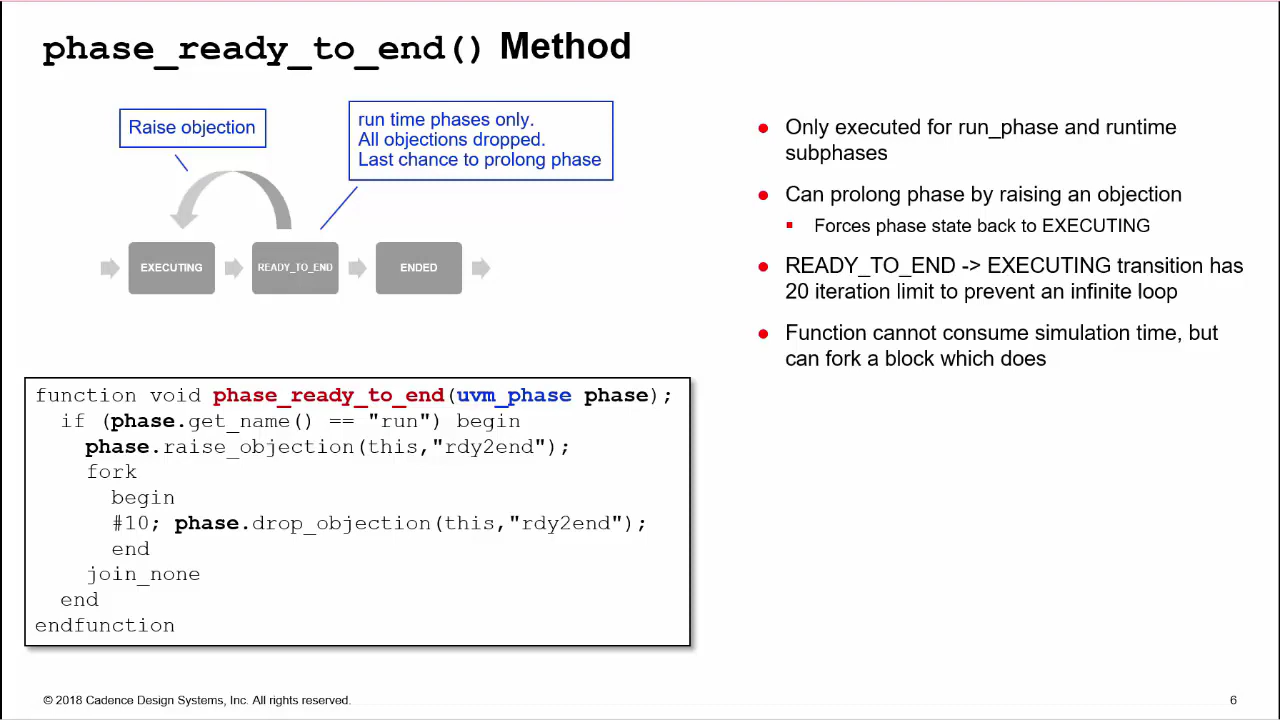 phase_ready_to_end() Method
Raise objection
run time phases only.
All objections dropped.
Last chance to prolong phase
EXECUTING
READY_TO_END
ENDED
function void phase_ready_to_end(uvm_phase phase);
if (phase.get_name() == "run") begin
phase.raise_objection(this,"rdy2end");
fork
begin
#10; phase.drop_objection(this,"rdy2end");
end
join_none
end
endfunction
● Only executed for run_phase and runtime
subphases
● Can prolong phase by raising an objection
▪ Forces phase state back to EXECUTING
● READY_TO_END -> EXECUTING transition has
20 iteration limit to prevent an infinite loop
● Function cannot consume simulation time, but
can fork a block which does
© 2018 Cadence Design Systems, Inc. All rights reserved.
6